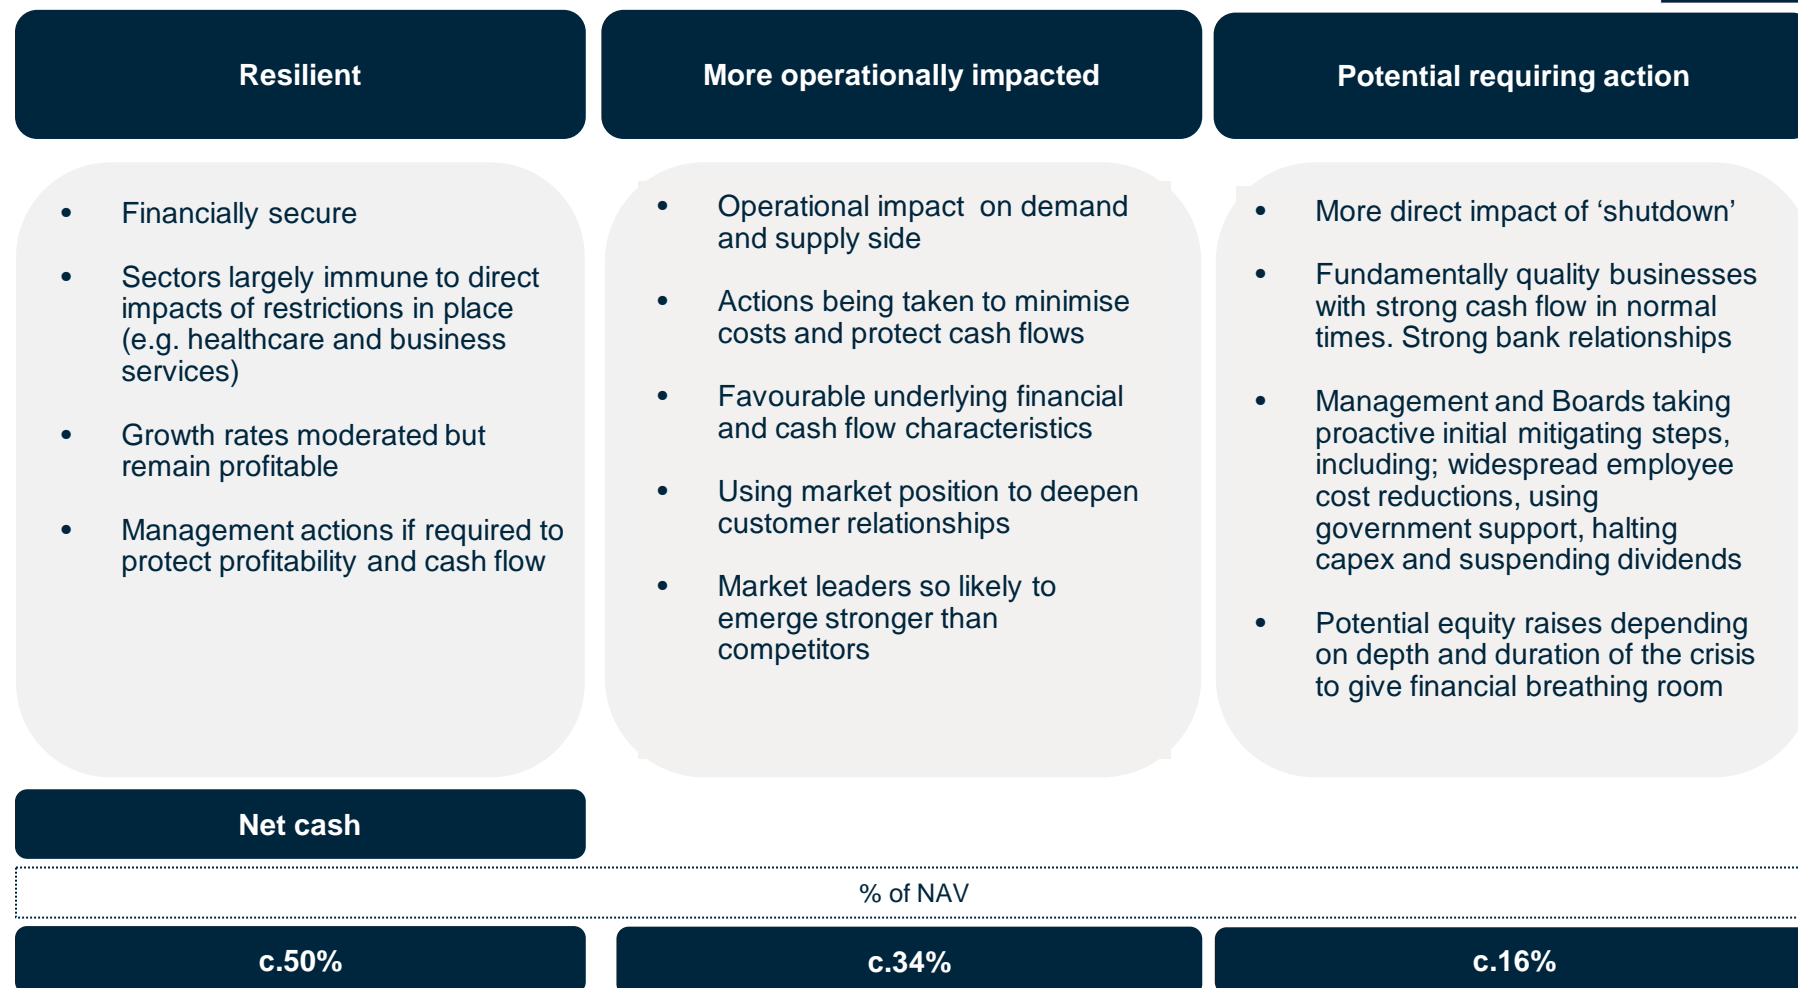 Resilient
More operationally impacted
Potential requiring action
• Financially secure
• Sectors largely immune to direct
impacts of restrictions in place
(e.g. healthcare and business
services)
• Growth rates moderated but
remain profitable
• Management actions if required to
protect profitability and cash flow
• Operational impact on demand
and supply side
• Actions being taken to minimise
costs and protect cash flows
• Favourable underlying financial
and cash flow characteristics
• Using market position to deepen
customer relationships
• Market leaders so likely to
emerge stronger than
competitors
• More direct impact of ‘shutdown’
• Fundamentally quality businesses
with strong cash flow in normal
times. Strong bank relationships
• Management and Boards taking
proactive initial mitigating steps,
including; widespread employee
cost reductions, using
government support, halting
capex and suspending dividends
• Potential equity raises depending
on depth and duration of the crisis
to give financial breathing room
Net cash
% of NAV
c.50%
c.34%
c.16%